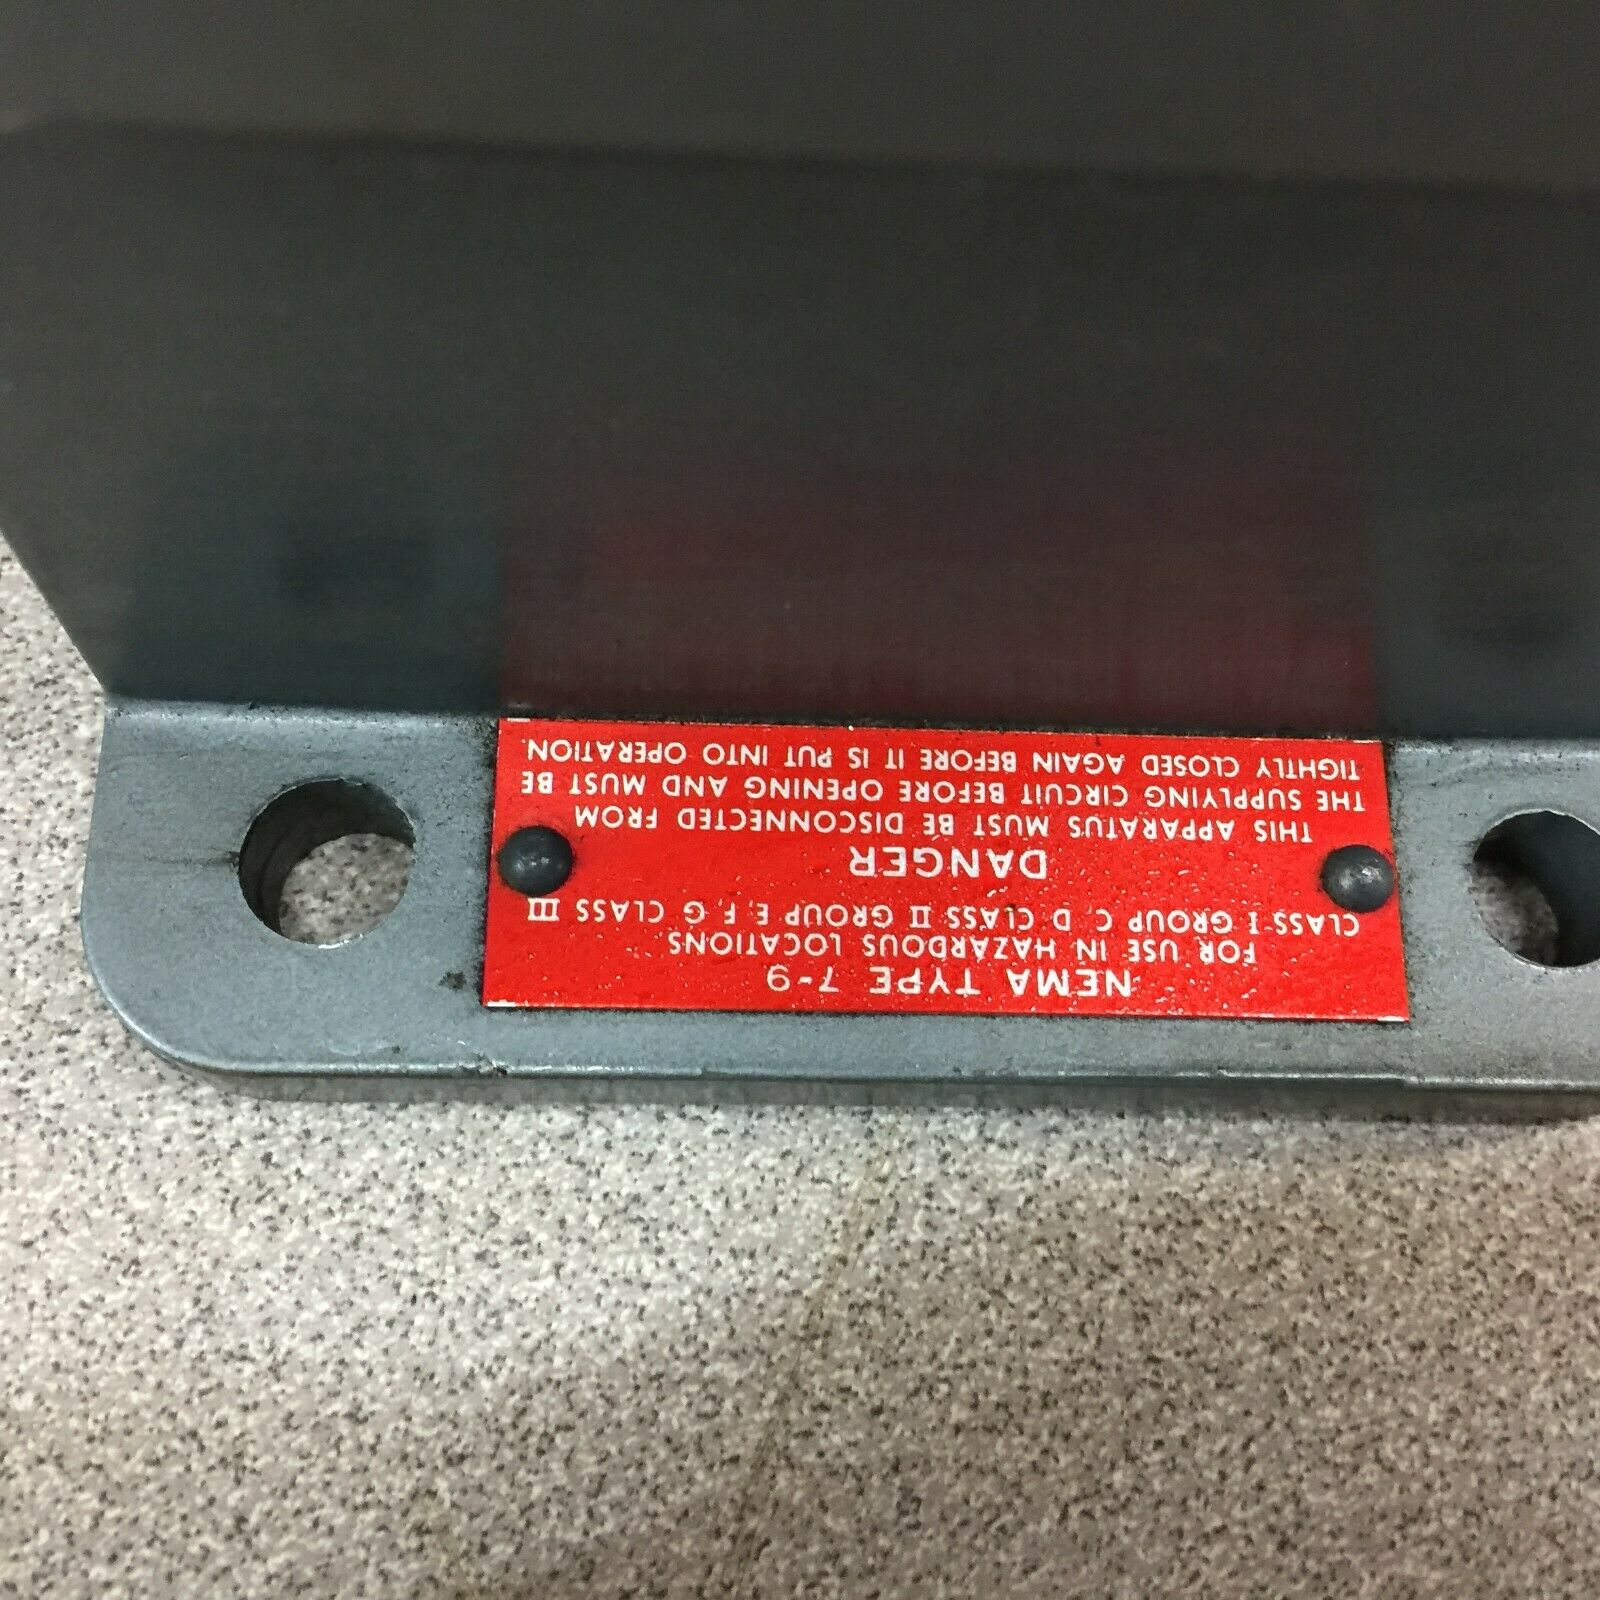 NEMA TYPE 7-9
FOR USE IN HAZARDOUS LOCATIONS
CLASS I GROUP C, D CLASS II GROUP E, F, G CLASS III
DANGER
THIS APPARATUS MUST BE DISCONNECTED FROM
THE SUPPLYING CIRCUIT BEFORE OPENING AND MUST BE
TIGHTLY CLOSED AGAIN BEFORE IT IS PUT INTO OPERATION.